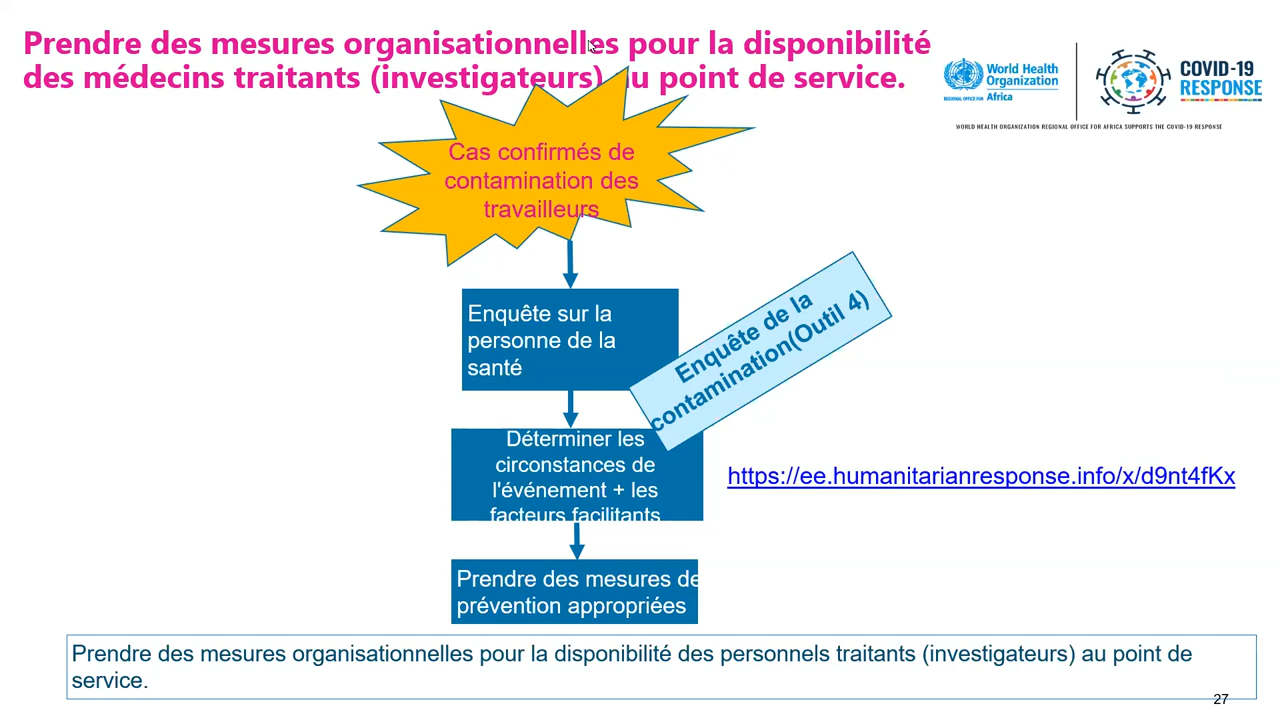 Prendre des mesures organisationnelles pour la disponibilité
des médecins traitants (investigateurs) au point de service.
World Health
Organization
REGIONAL OFFICE FOR Africa
COVID-19
RESPONSE
WORLD HEALTH ORGANIZATION REGIONAL OFFICE FOR AFRICA SUPPORTS THE COVID-19 RESPONSE
Cas confirmés de
contamination des
travailleurs
Enquête sur la
personne de la
santé
Enquête de la
contamination(Outil 4)
Déterminer les
circonstances de
l'événement + les
facteurs facilitants
https://ee.humanitarianresponse.info/x/d9nt4fKx
Prendre des mesures de
prévention appropriées
Prendre des mesures organisationnelles pour la disponibilité des personnels traitants (investigateurs) au point de
service.
27